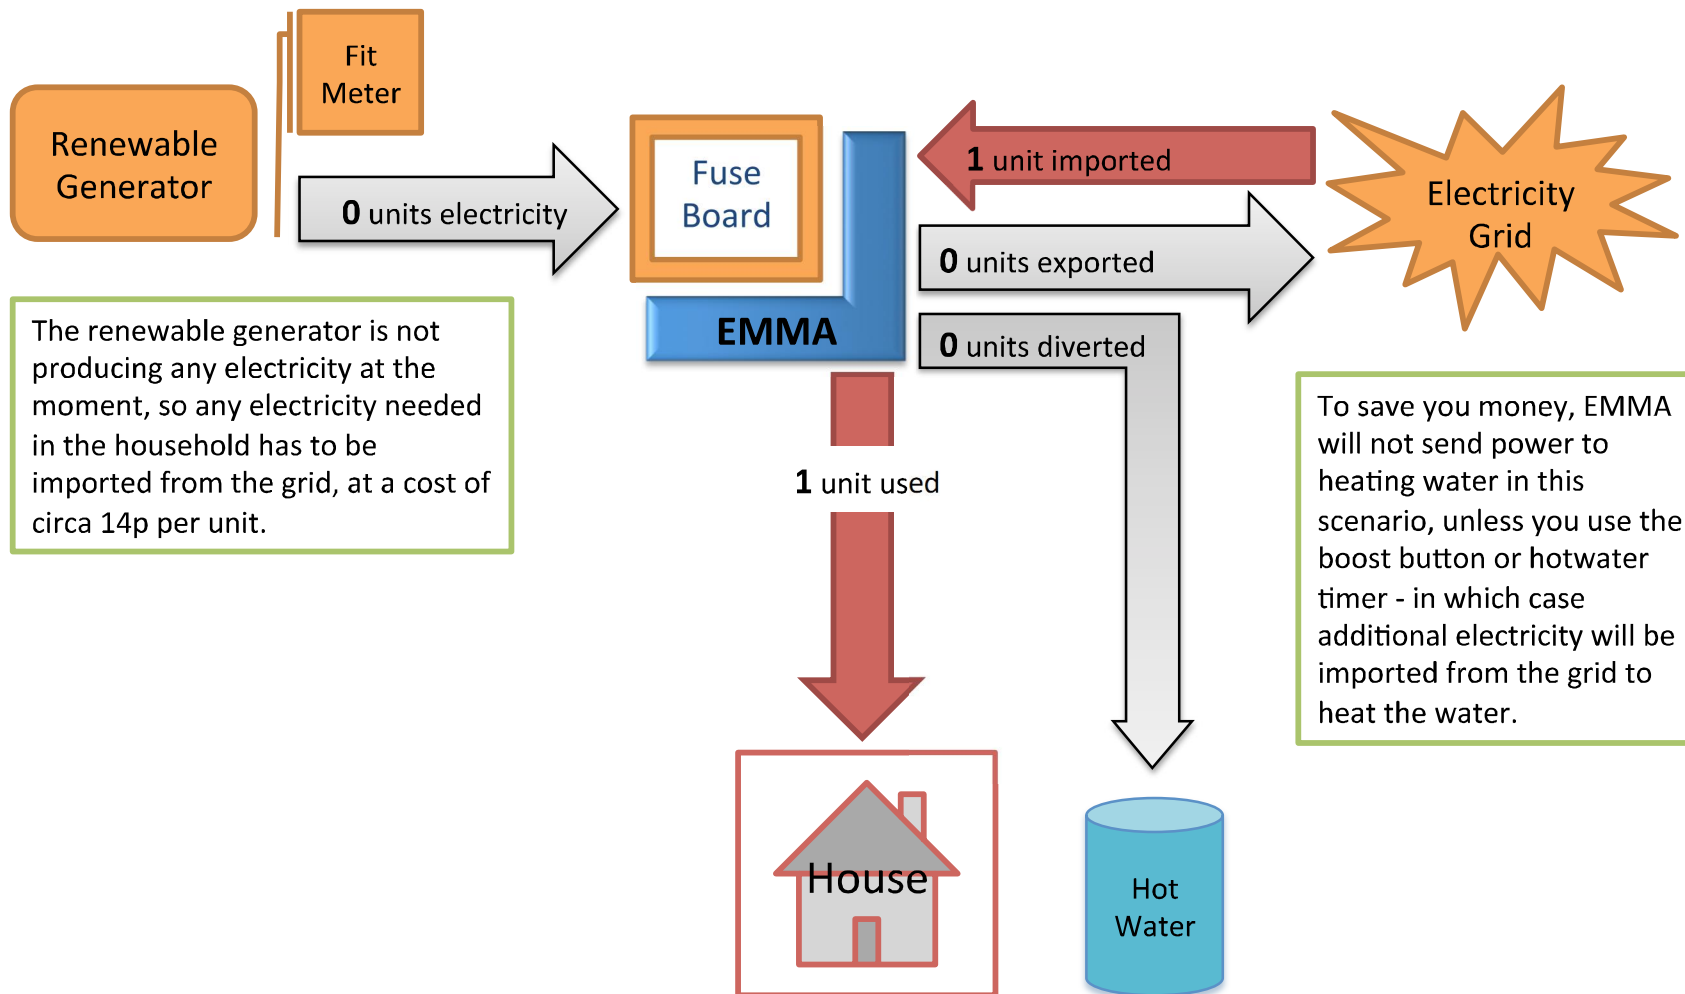 Fit
Meter
Renewable
Generator
0 units electricity
Fuse
Board
EMMA
1 unit imported
0 units exported
0 units diverted
Electricity
Grid
The renewable generator is not
producing any electricity at the
moment, so any electricity needed
in the household has to be
imported from the grid, at a cost of
circa 14p per unit.
1 unit used
To save you money, EMMA
will not send power to
heating water in this
scenario, unless you use the
boost button or hotwater
timer - in which case
additional electricity will be
imported from the grid to
heat the water.
House
Hot
Water